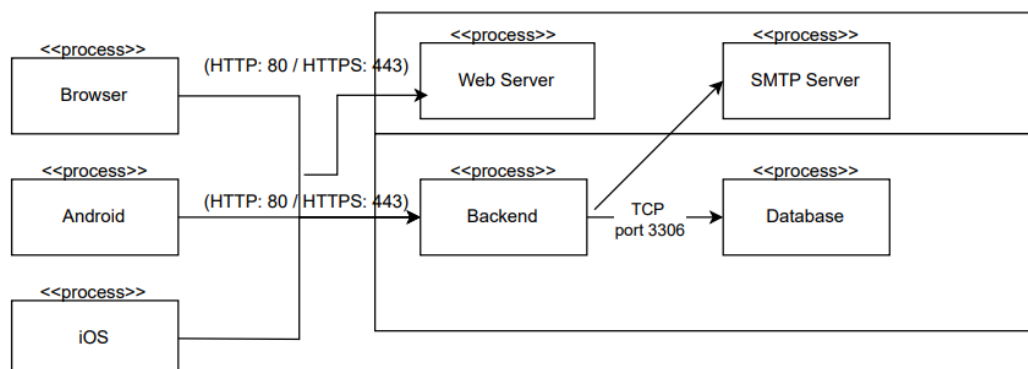 <<process>>
Browser
(HTTP: 80 / HTTPS: 443)
<<process>>
Web Server
<<process>>
SMTP Server
<<process>>
Android
(HTTP: 80 / HTTPS: 443)
<<process>>
Backend
TCP
port 3306
<<process>>
Database
<<process>>
iOS